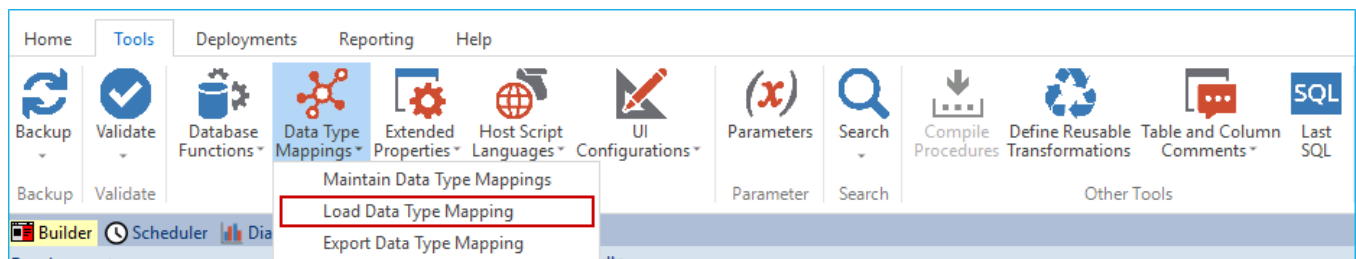 Home Tools Deployments Reporting Help
SQL
Backup Validate Database Data Type Extended Host Script UI Parameters Search Compile Define Reusable Table and Column Last
Functions Mappings Properties Languages Configurations Procedures Transformations Comments SQL
Maintain Data Type Mappings
Backup Validate Parameter Search Other Tools
Load Data Type Mapping
Builder Scheduler Dia
Export Data Type Mapping